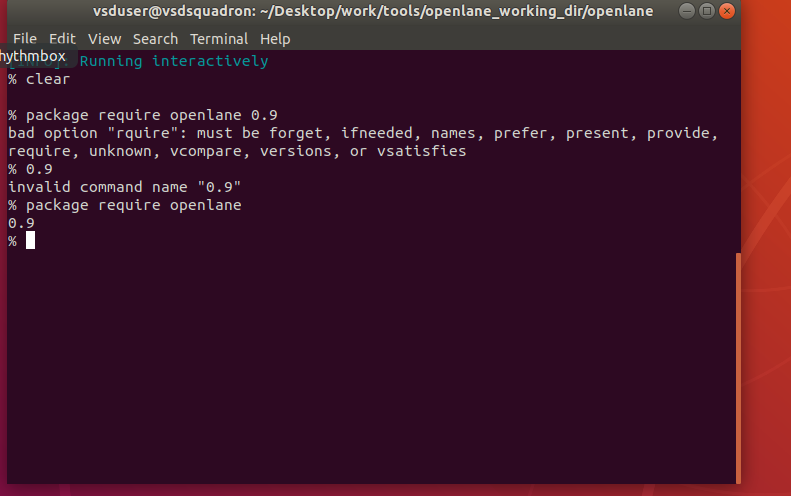 vsduser@vsdsquadron: ~/Desktop/work/tools/openlane_working_dir/openlane
File Edit View Search Terminal Help
hythmbox
Running interactively
% clear
% package require openlane 0.9
bad option "rquire": must be forget, ifneeded, names, prefer, present, provide,
require, unknown, vcompare, versions, or vsatisfies
% 0.9
invalid command name "0.9"
% package require openlane
0.9
%